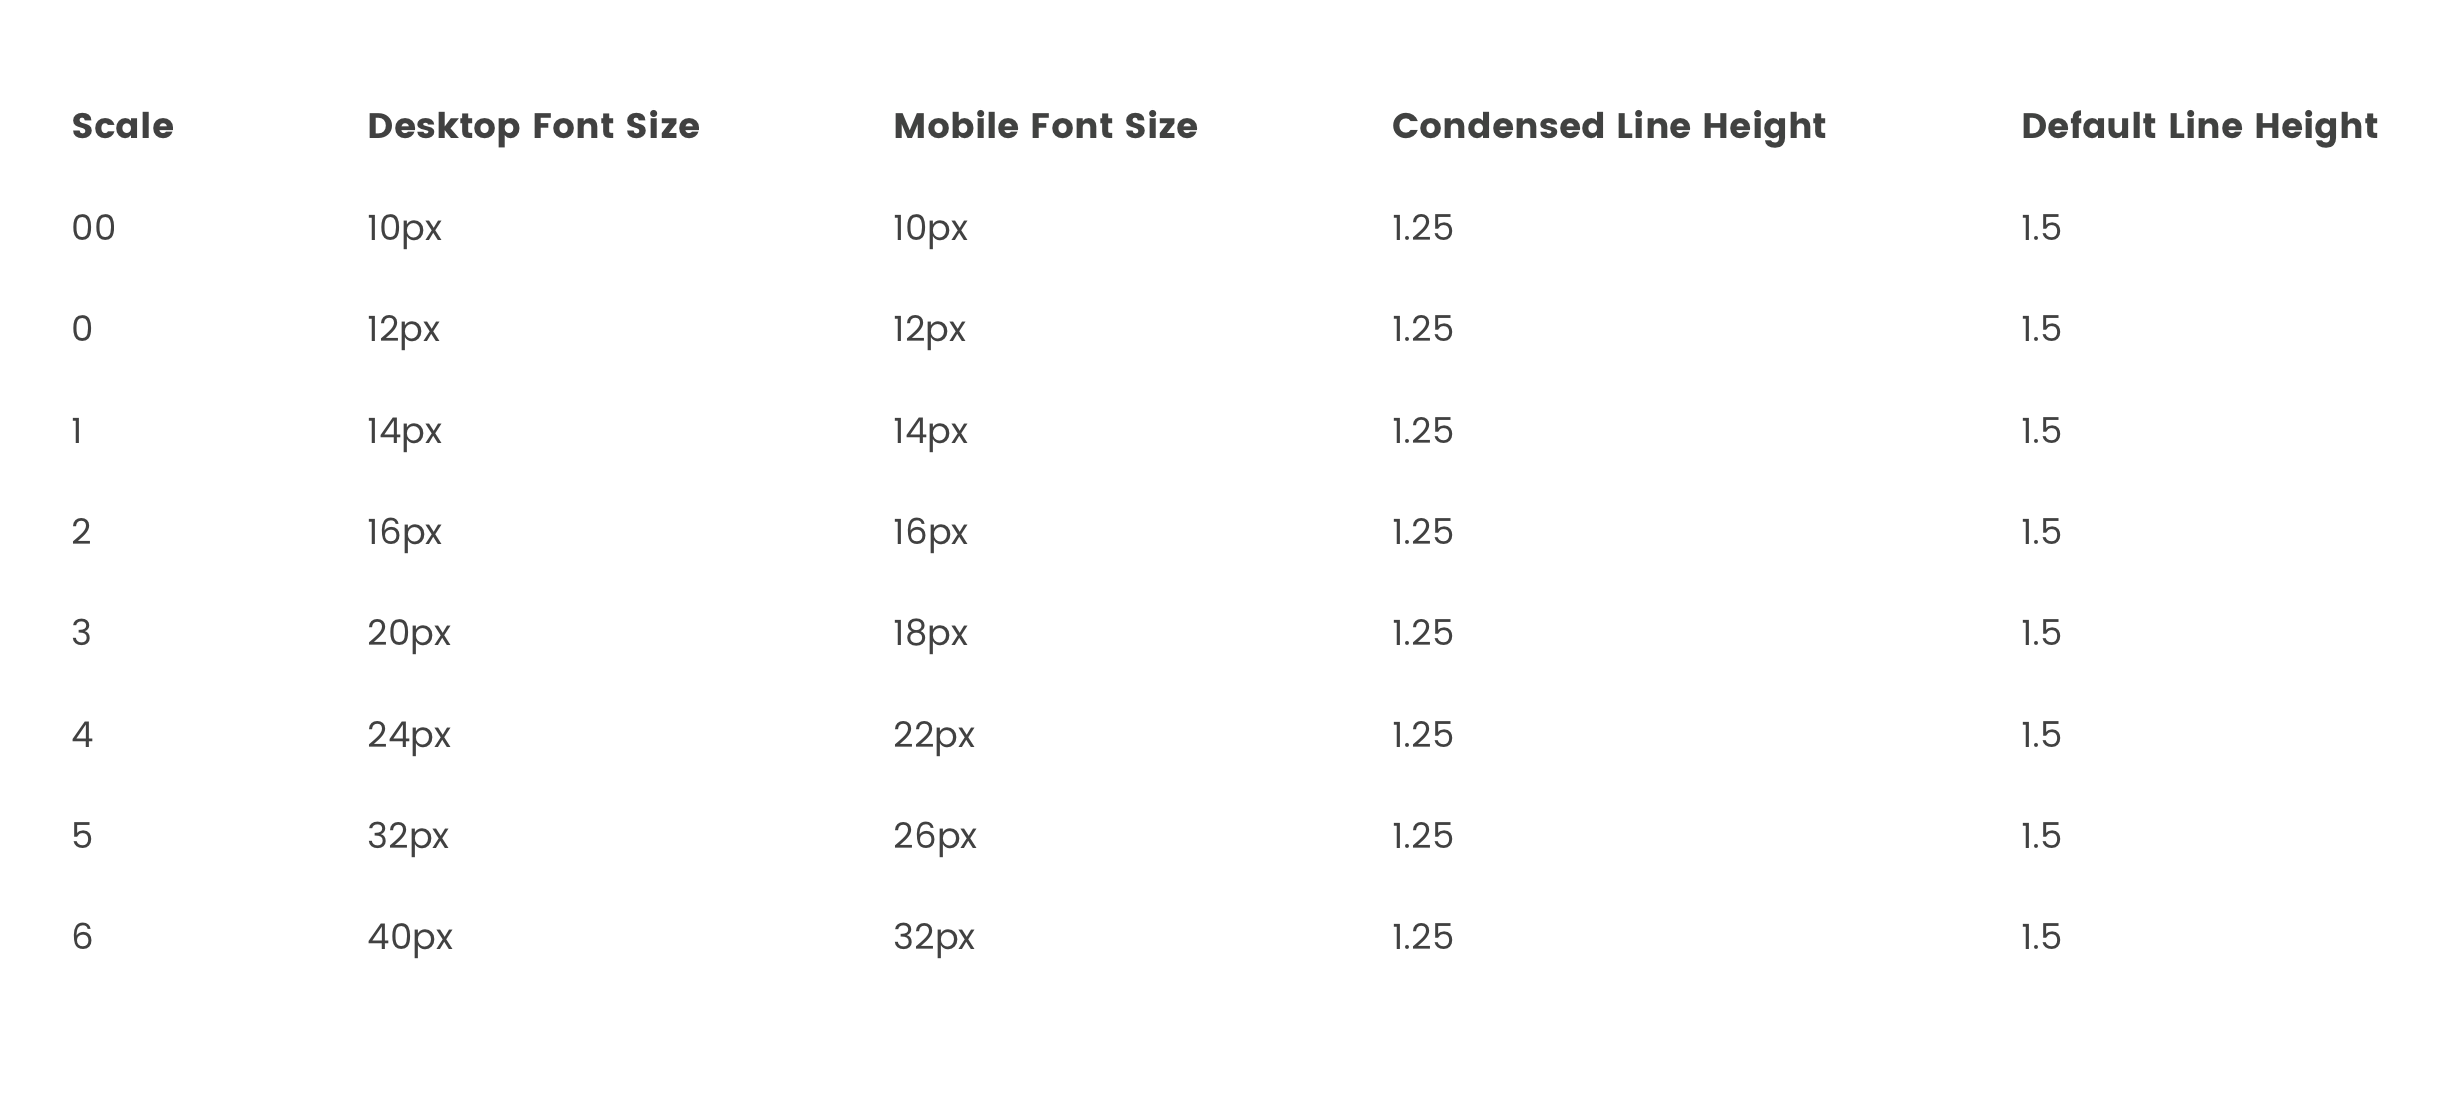 Scale Desktop Font Size Mobile Font Size Condensed Line Height Default Line Height
00 10px 10px 1.25 1.5
0 12px 12px 1.25 1.5
1 14px 14px 1.25 1.5
2 16px 16px 1.25 1.5
3 20px 18px 1.25 1.5
4 24px 22px 1.25 1.5
5 32px 26px 1.25 1.5
6 40px 32px 1.25 1.5